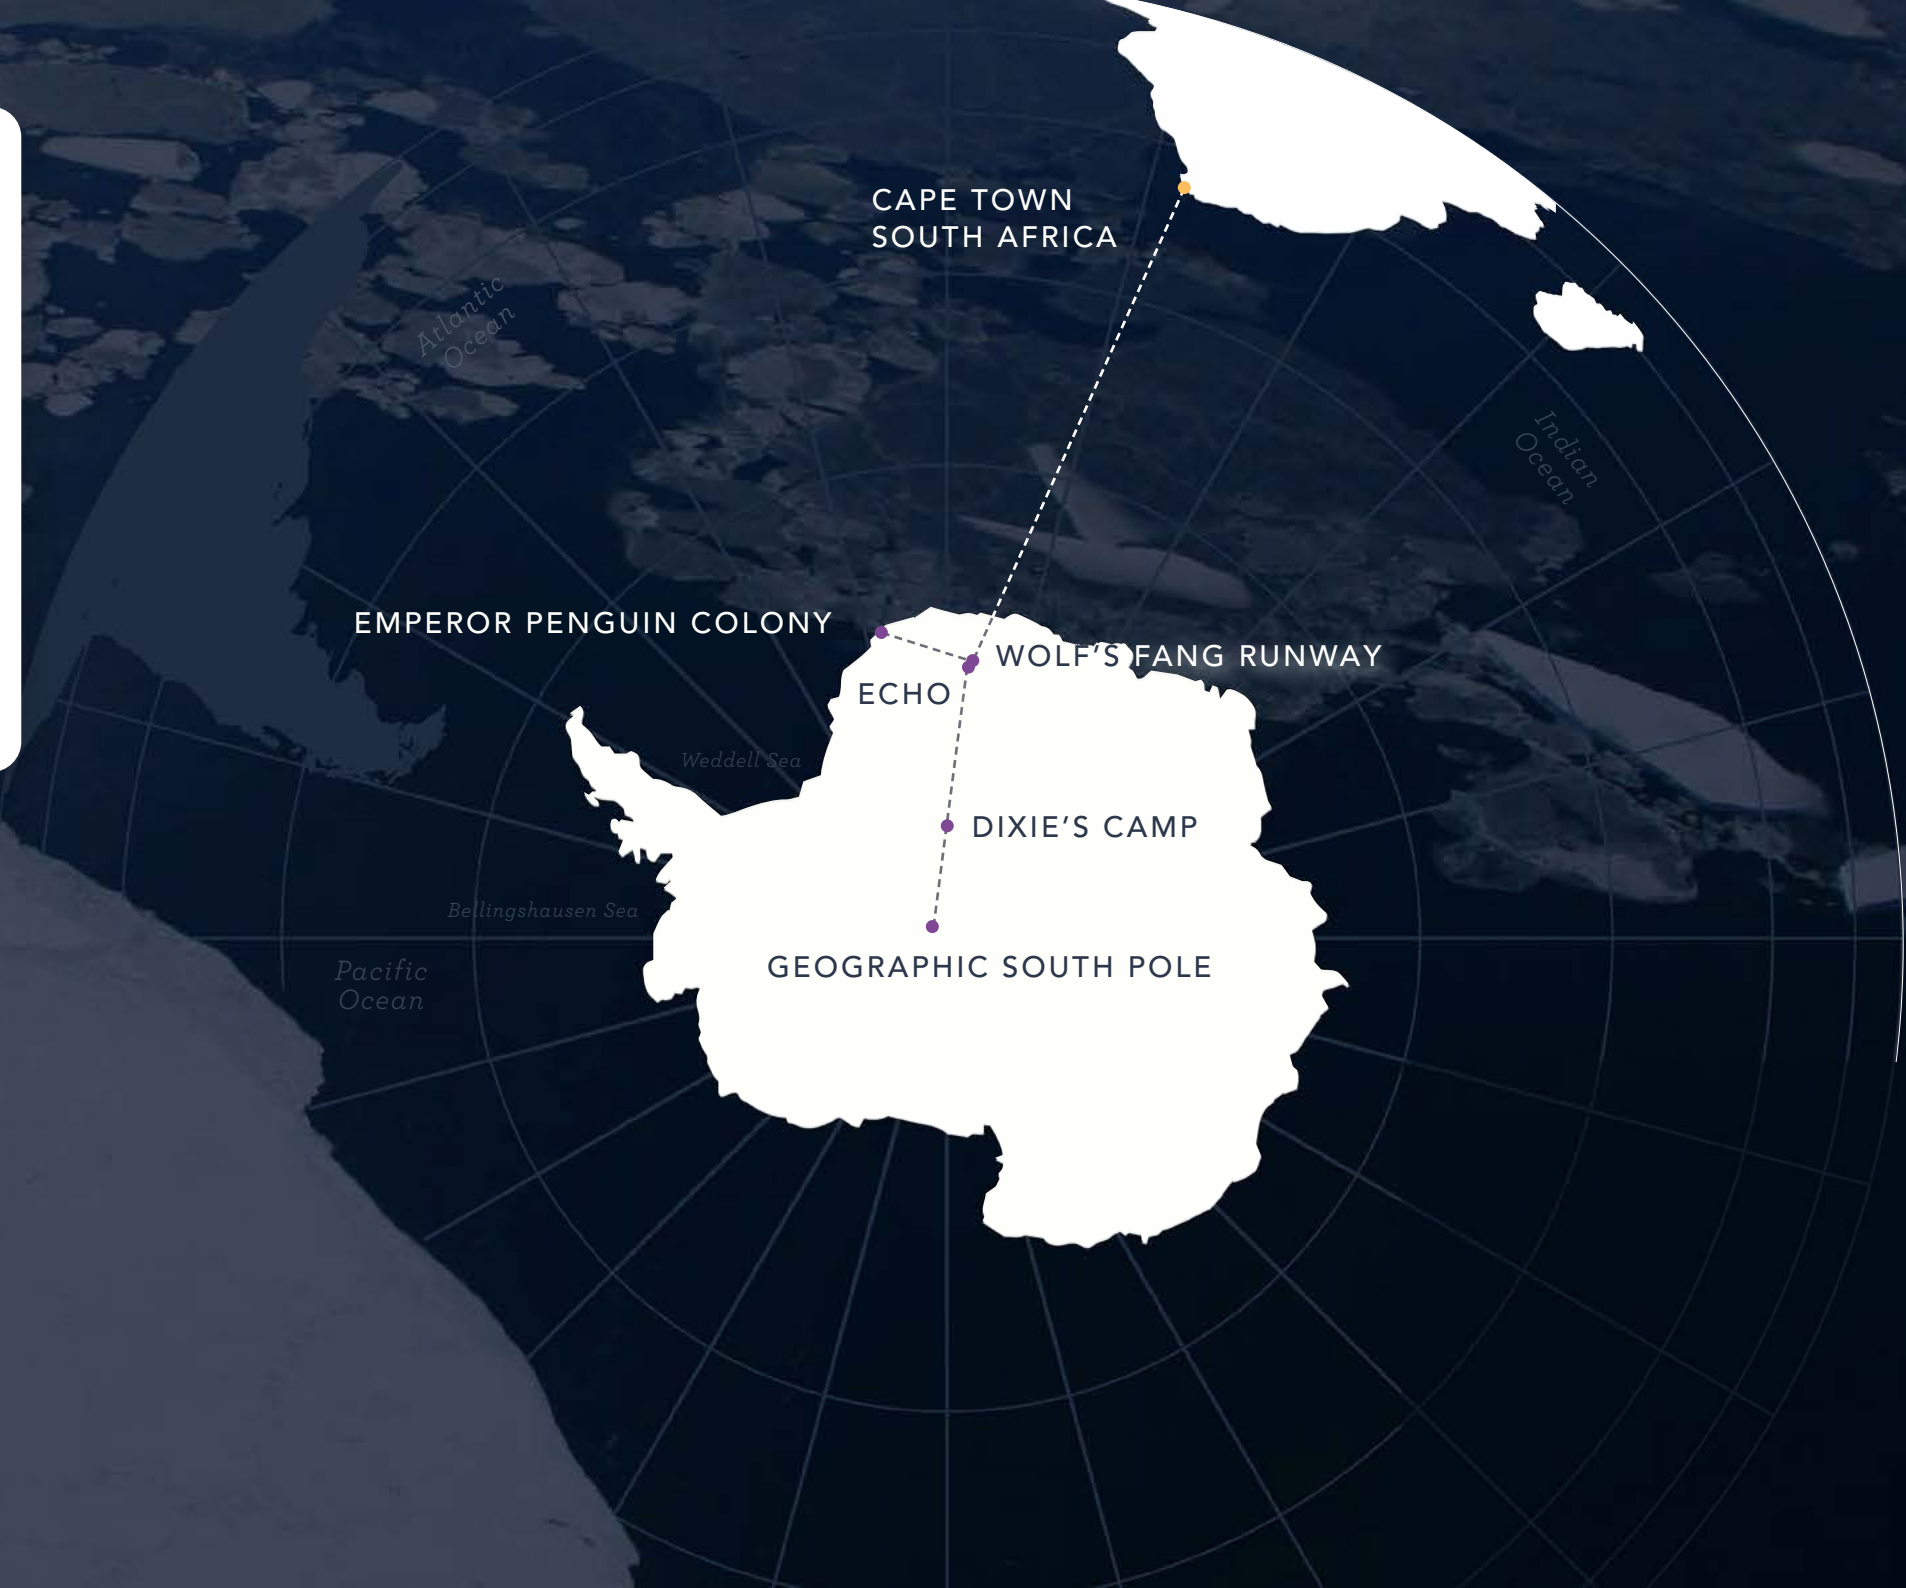 CAPE TOWN
SOUTH AFRICA
Atlantic
Ocean
Indian
Ocean
EMPEROR PENGUIN COLONY
WOLF’S FANG RUNWAY
ECHO
Weddell Sea
DIXIE’S CAMP
Bellingshausen Sea
GEOGRAPHIC SOUTH POLE
Pacific
Ocean